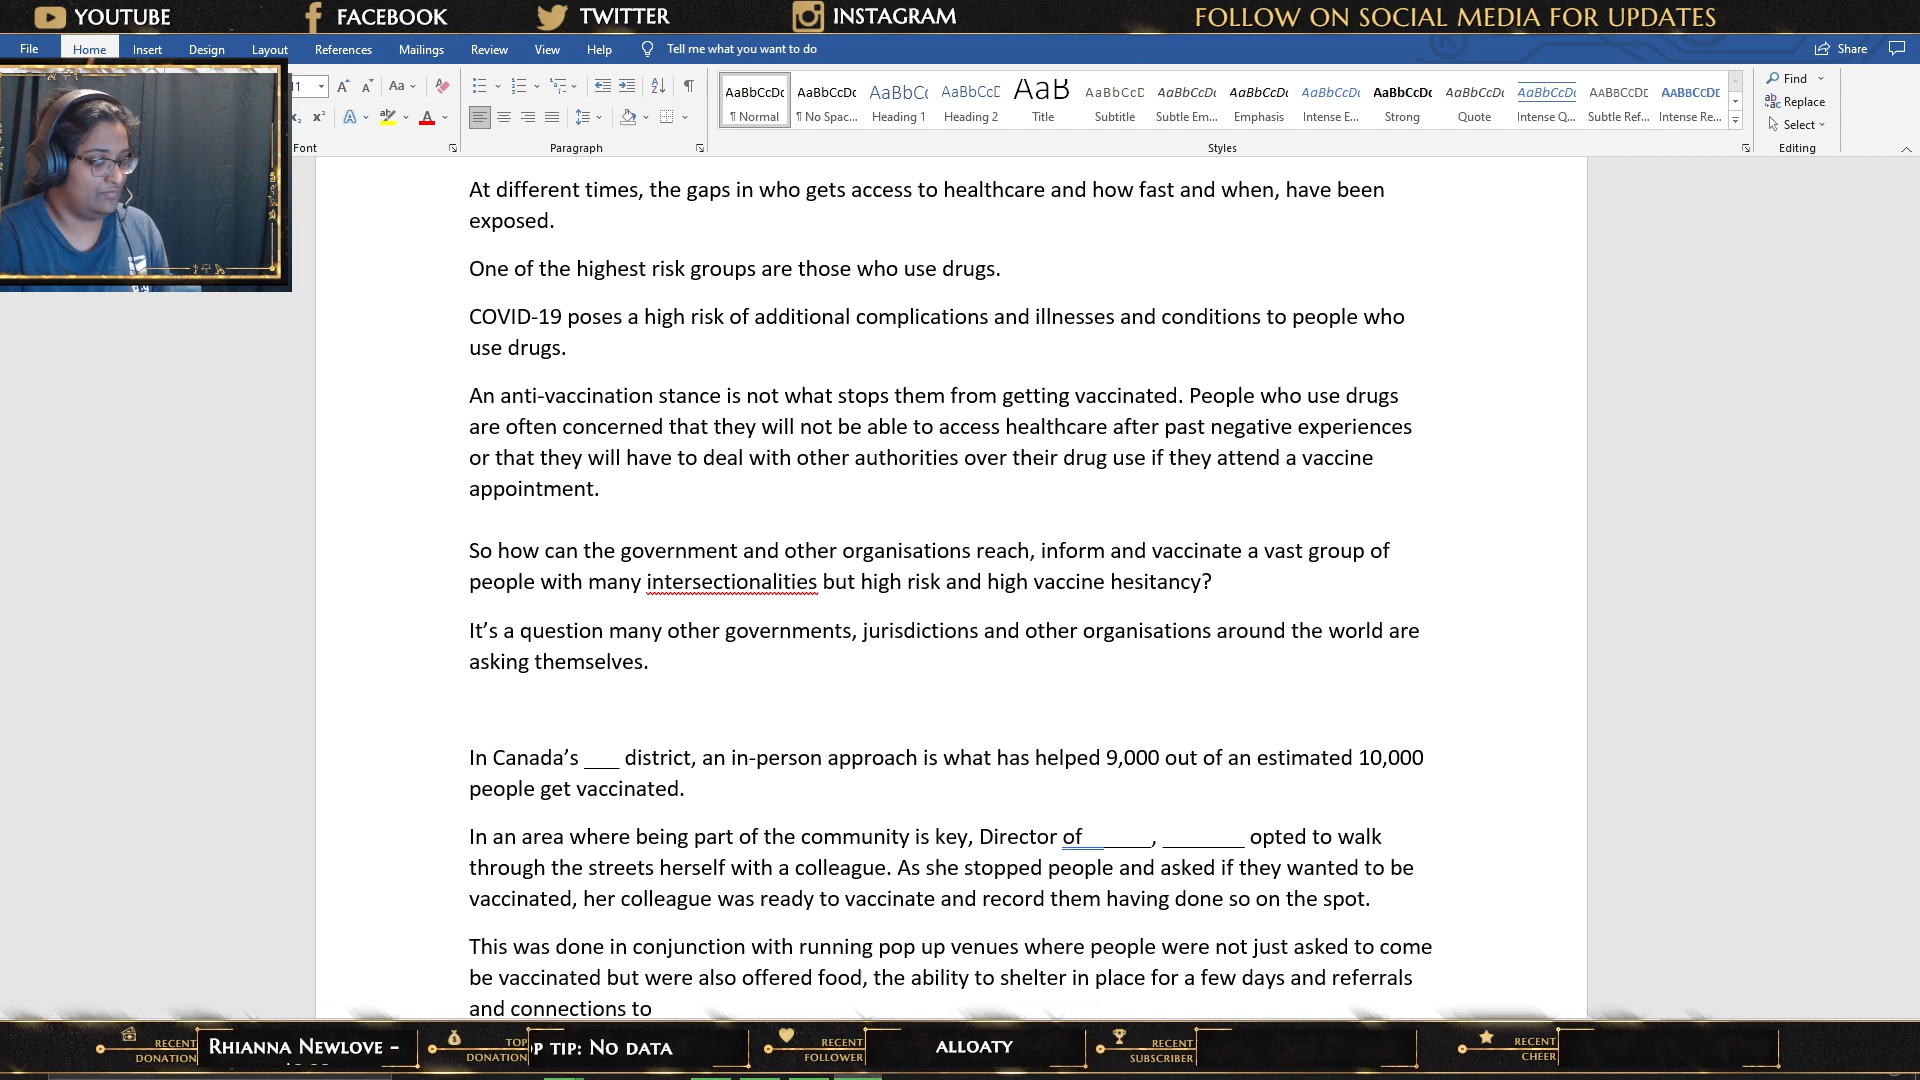 YOUTUBE FACEBOOK TWITTER INSTAGRAM FOLLOW ON SOCIAL MEDIA FOR UPDATES
File Home Insert Design Layout References Mailings Review View Help Tell me what you want to do Share
Aa Find
AaBbCcDc AaBbCcDc AaBbCc AaBbCcD AaB AaBbCcD AaBbCcDc AaBbCcDc AaBbCcDc AaBbCcDc AaBbCcDc AaBbCcDc AaBbCcDc AaBbCcDc Replace
¶ Normal ¶ No Spac... Heading 1 Heading 2 Title Subtitle Subtle Em... Emphasis Intense E... Strong Quote Intense Q... Subtle Ref... Intense Re... Select
Font Paragraph Styles Editing
At different times, the gaps in who gets access to healthcare and how fast and when, have been
exposed.
One of the highest risk groups are those who use drugs.
COVID-19 poses a high risk of additional complications and illnesses and conditions to people who
use drugs.
An anti-vaccination stance is not what stops them from getting vaccinated. People who use drugs
are often concerned that they will not be able to access healthcare after past negative experiences
or that they will have to deal with other authorities over their drug use if they attend a vaccine
appointment.
So how can the government and other organisations reach, inform and vaccinate a vast group of
people with many intersectionalities but high risk and high vaccine hesitancy?
It’s a question many other governments, jurisdictions and other organisations around the world are
asking themselves.
In Canada’s ___ district, an in-person approach is what has helped 9,000 out of an estimated 10,000
people get vaccinated.
In an area where being part of the community is key, Director of ______, _______ opted to walk
through the streets herself with a colleague. As she stopped people and asked if they wanted to be
vaccinated, her colleague was ready to vaccinate and record them having done so on the spot.
This was done in conjunction with running pop up venues where people were not just asked to come
be vaccinated but were also offered food, the ability to shelter in place for a few days and referrals
and connections to
RECENT DONATION RHIANNA NEWLOVE -
TOP DONATION P TIP: NO DATA
RECENT FOLLOWER ALLOATY
RECENT SUBSCRIBER
RECENT CHEER